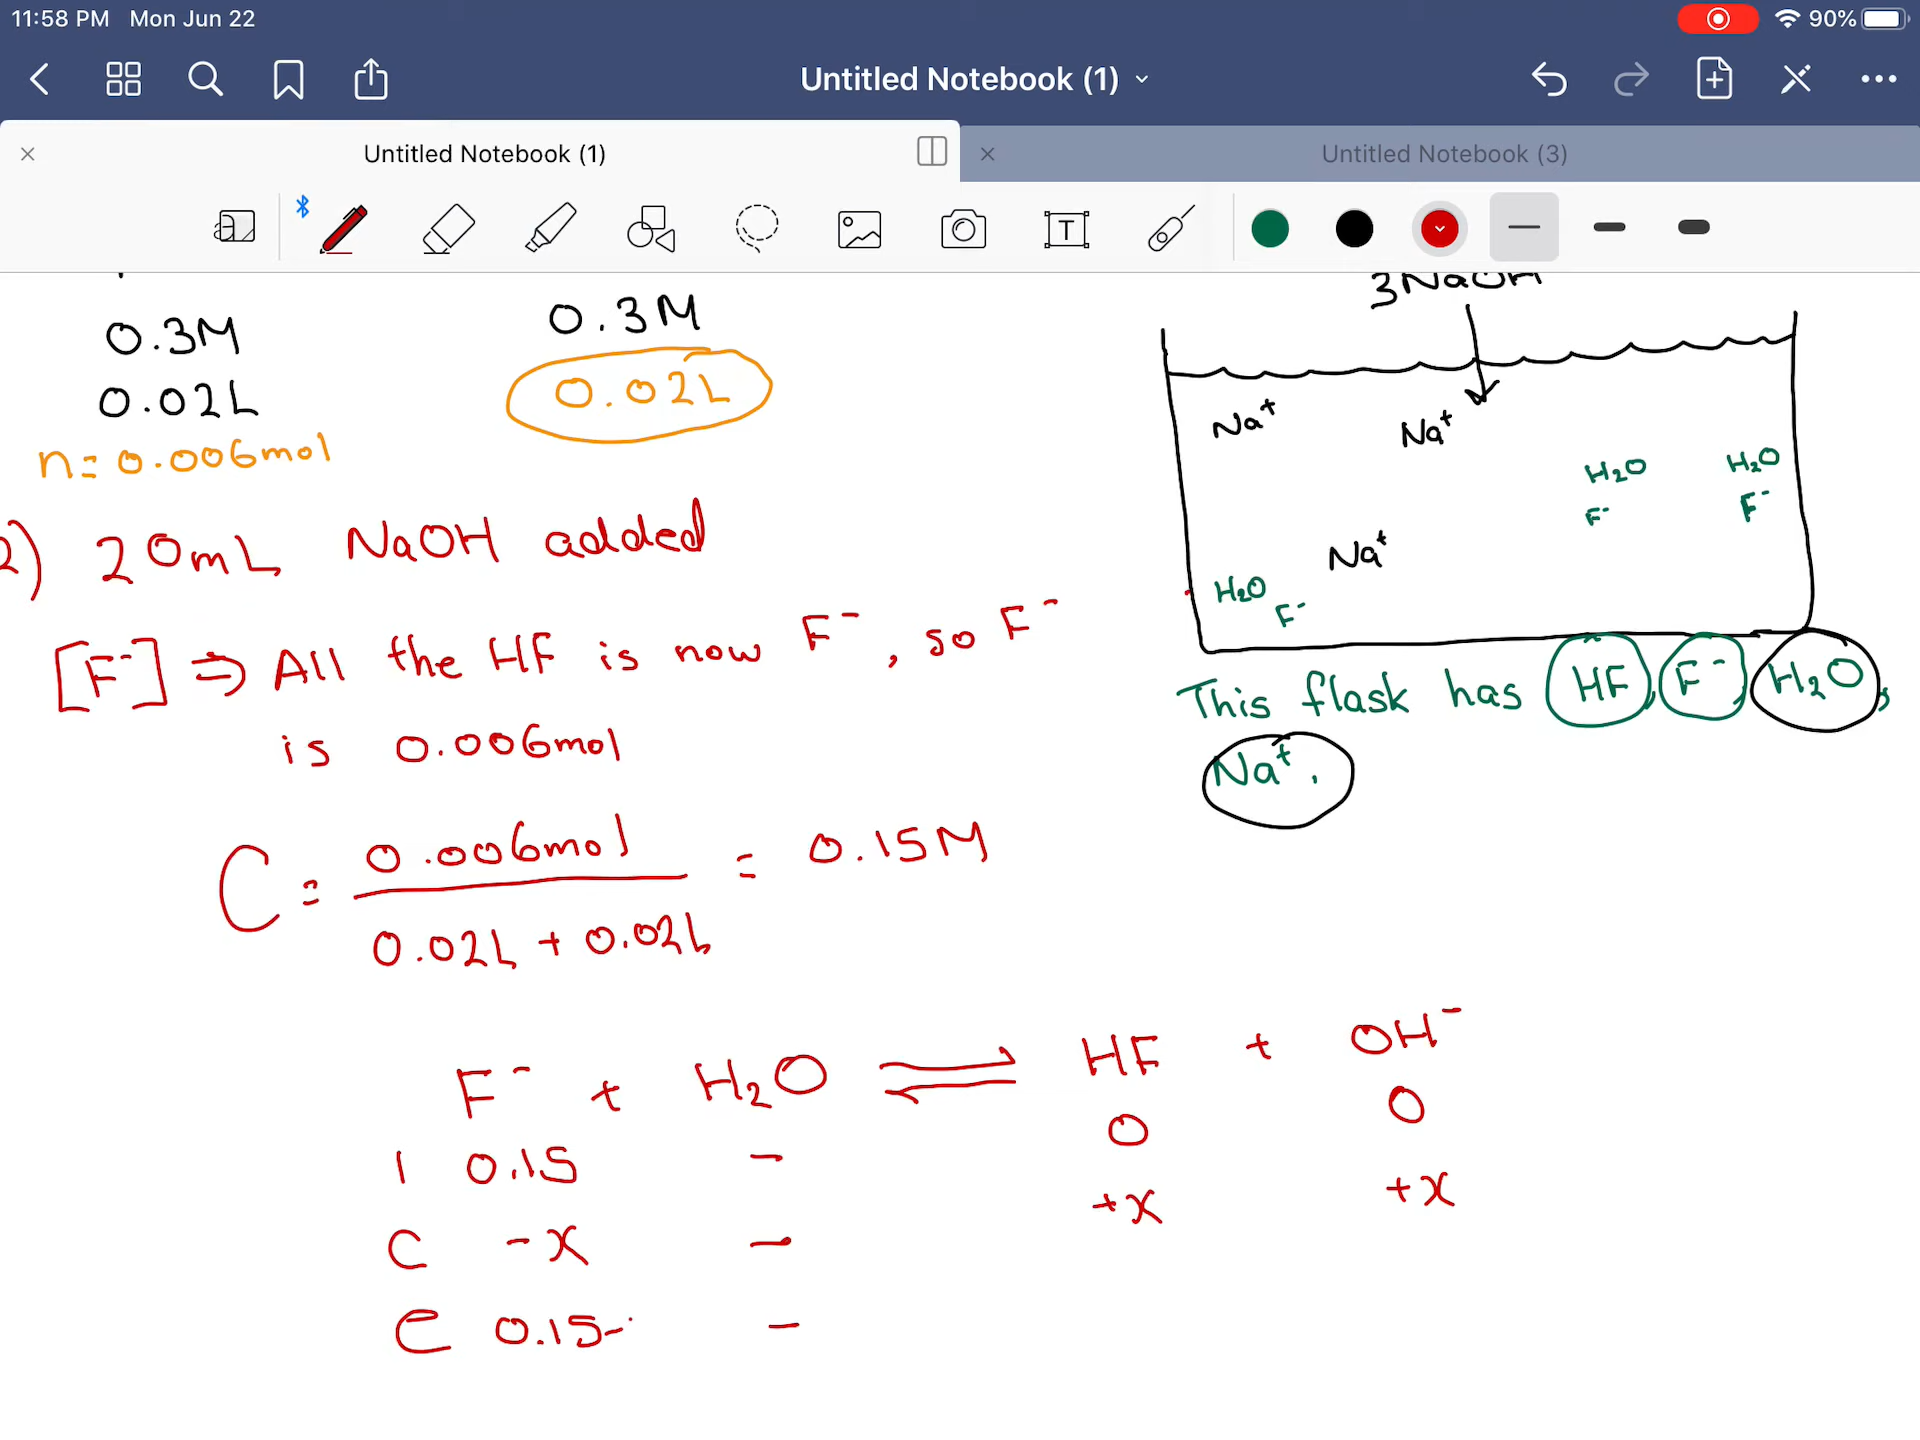 11:58 PM Mon Jun 22
90%
Untitled Notebook (1)
Untitled Notebook (1)
Untitled Notebook (3)
T
0.3M
0.02L
n = 0.006mol
0.3M
0.02L
2) 20mL NaOH added
[F⁻] ⇒ All the HF is now F⁻, so F⁻
is 0.006mol
C = 0.006mol / 0.02L + 0.02L = 0.15M
F⁻ + H₂O ⇌ HF + OH⁻
I 0.15 - 0 0
C -x - +x +x
E 0.15- -
3NaOH
Na⁺ Na⁺
H₂O H₂O
F⁻ F⁻
Na⁺
H₂O
F⁻
This flask has HF, F⁻, H₂O,
Na⁺.